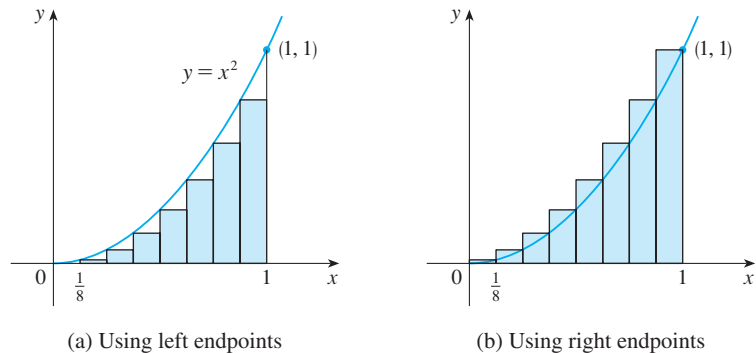 y
(1, 1)
y = x²
0
1/8
1
x
(a) Using left endpoints
y
(1, 1)
0
1/8
1
x
(b) Using right endpoints